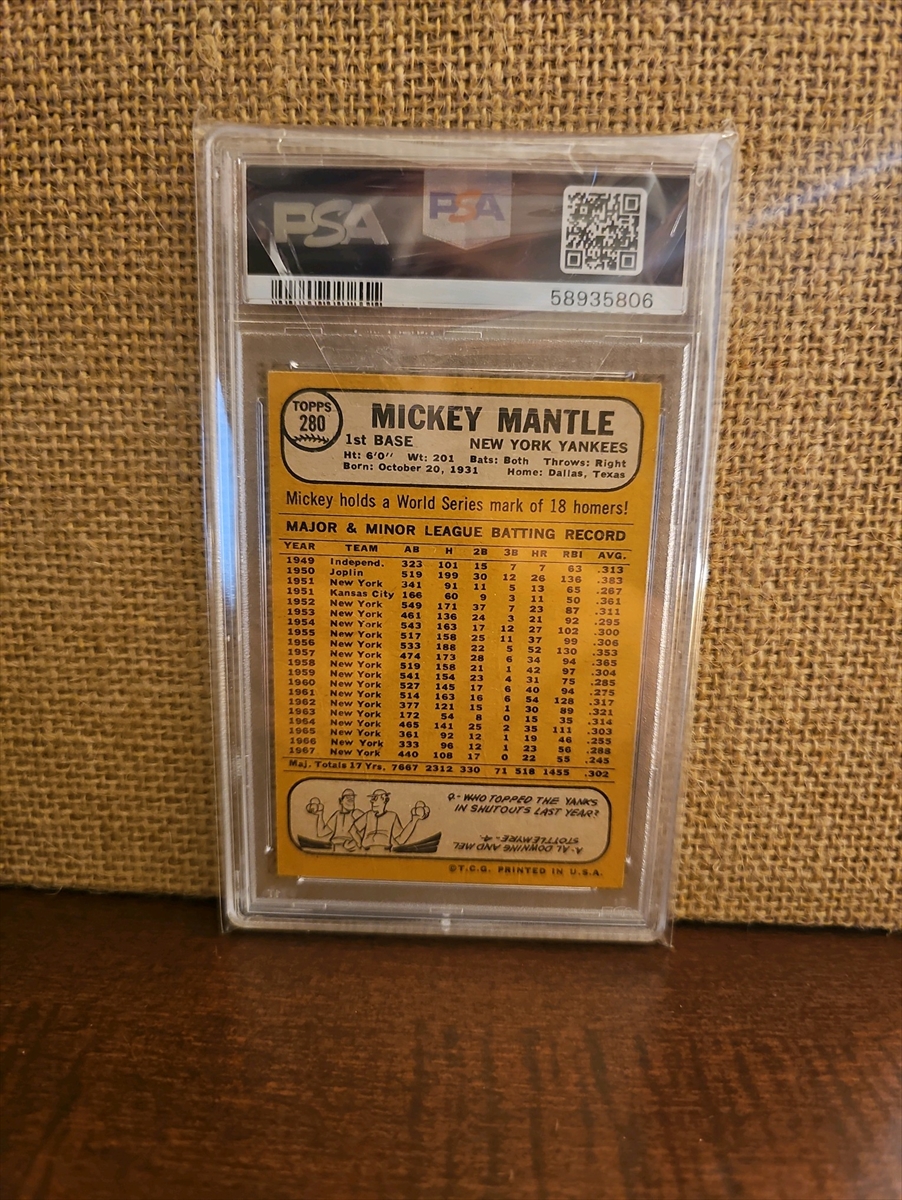 PSA PSA
58935806
TOPPS
280
MICKEY MANTLE
1st BASE NEW YORK YANKEES
Ht: 6'0" Wt: 201 Bats: Both Throws: Right
Born: October 20, 1931 Home: Dallas, Texas
Mickey holds a World Series mark of 18 homers!
MAJOR & MINOR LEAGUE BATTING RECORD
YEAR TEAM AB H 2B 3B HR RBI AVG.
1949 Independ. 323 101 15 7 7 63 .313
1950 Joplin 519 199 30 12 26 136 .383
1951 New York 341 91 11 5 13 65 .267
1951 Kansas City 166 60 9 3 11 50 .361
1952 New York 549 171 37 7 23 87 .311
1953 New York 461 136 24 3 21 92 .295
1954 New York 543 163 17 12 27 102 .300
1955 New York 517 158 25 11 37 99 .306
1956 New York 533 188 22 5 52 130 .353
1957 New York 474 173 28 6 34 94 .365
1958 New York 519 158 21 1 42 97 .304
1959 New York 541 154 23 4 31 75 .285
1960 New York 527 145 17 6 40 94 .275
1961 New York 514 163 16 6 54 128 .317
1962 New York 377 121 15 1 30 89 .321
1963 New York 172 54 8 0 15 35 .314
1964 New York 465 141 25 2 35 111 .303
1965 New York 361 92 12 1 19 46 .255
1966 New York 333 96 12 1 23 56 .288
1967 New York 440 108 17 0 22 55 .245
Maj. Totals 17 Yrs. 7667 2312 330 71 518 1455 .302
Q- WHO TOPPED THE YANKS
IN SHUTOUTS LAST YEAR?
A- AL DOWNING AND MEL
STOTTLEMYRE - 4.
©T.C.G. PRINTED IN U.S.A.